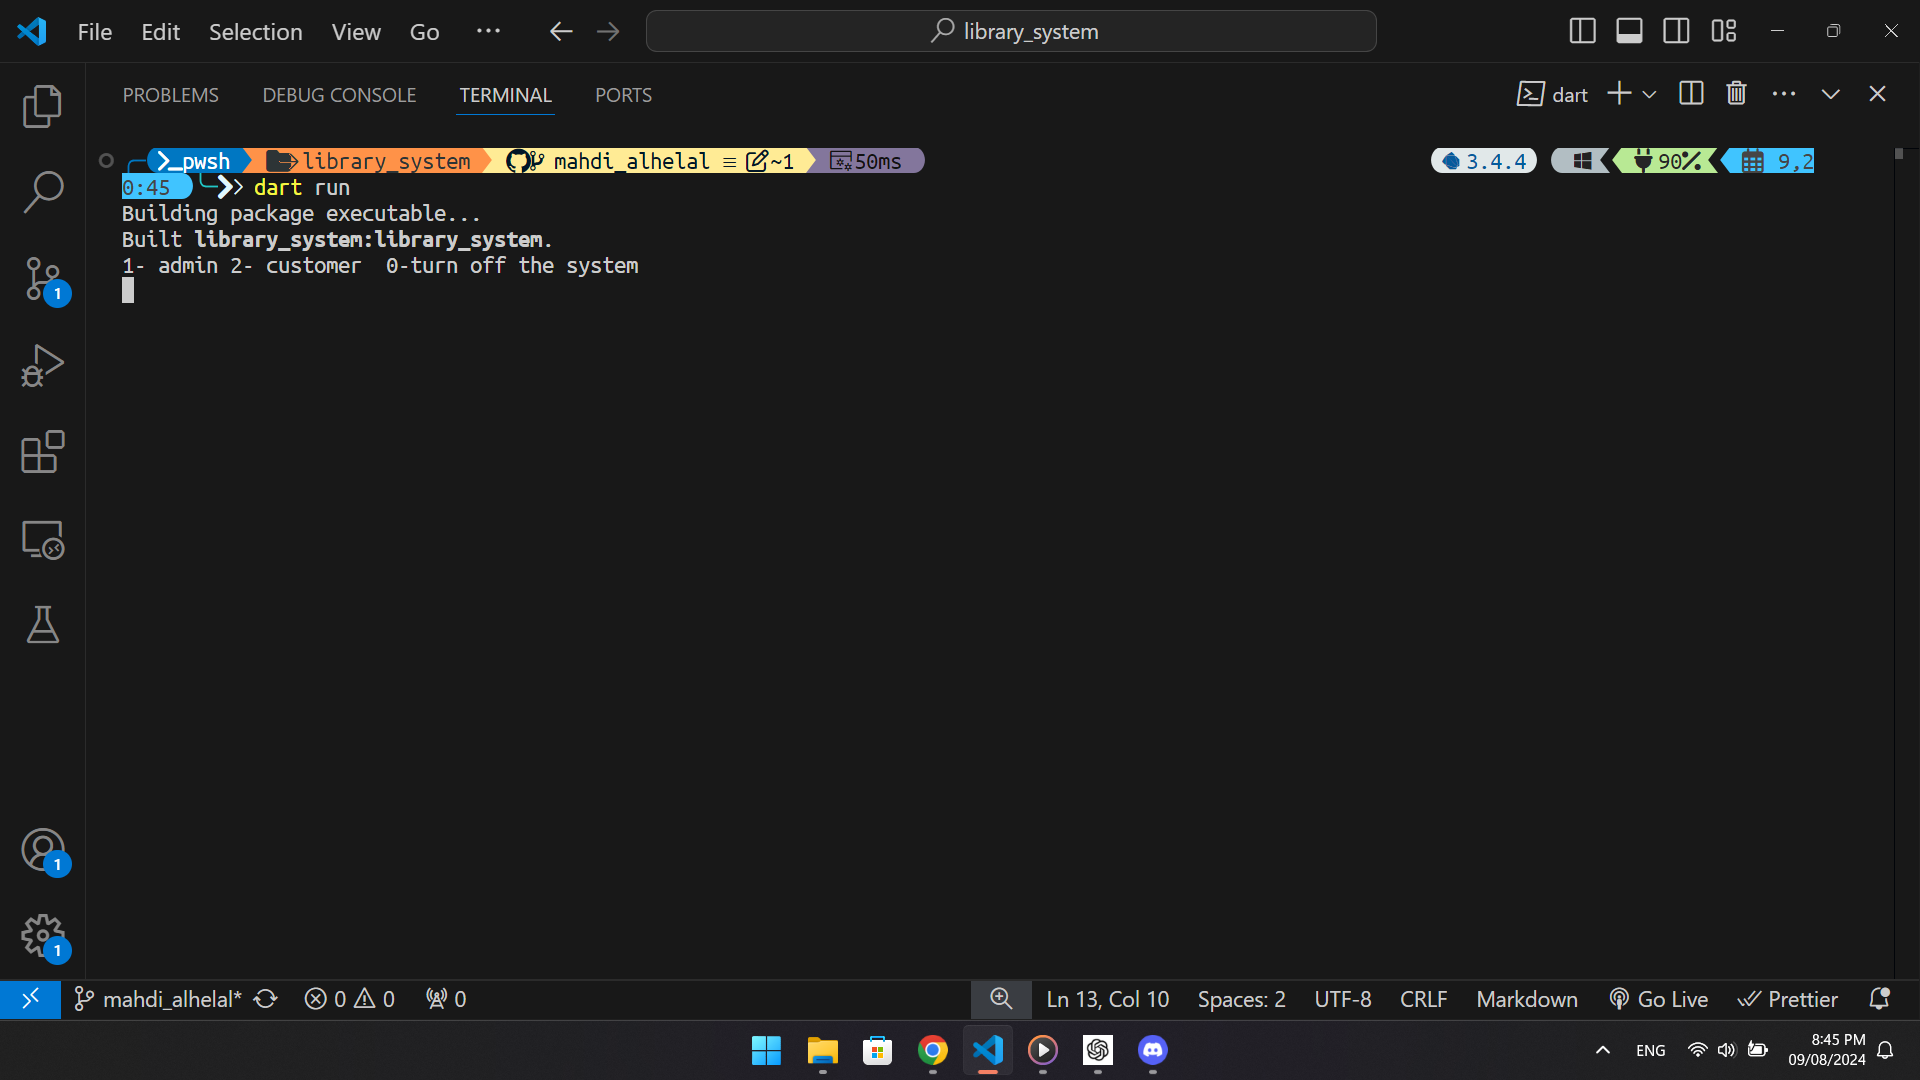 File Edit Selection View Go ··· library_system
PROBLEMS DEBUG CONSOLE TERMINAL PORTS dart
>_pwsh library_system mahdi_alhelal ≡ ~1 50ms 3.4.4 90% 9,2
0:45 dart run
Building package executable...
Built library_system:library_system.
1- admin 2- customer  0-turn off the system
1
1
1
mahdi_alhelal* 0 0 0 Ln 13, Col 10 Spaces: 2 UTF-8 CRLF Markdown Go Live Prettier
ENG 8:45 PM
09/08/2024